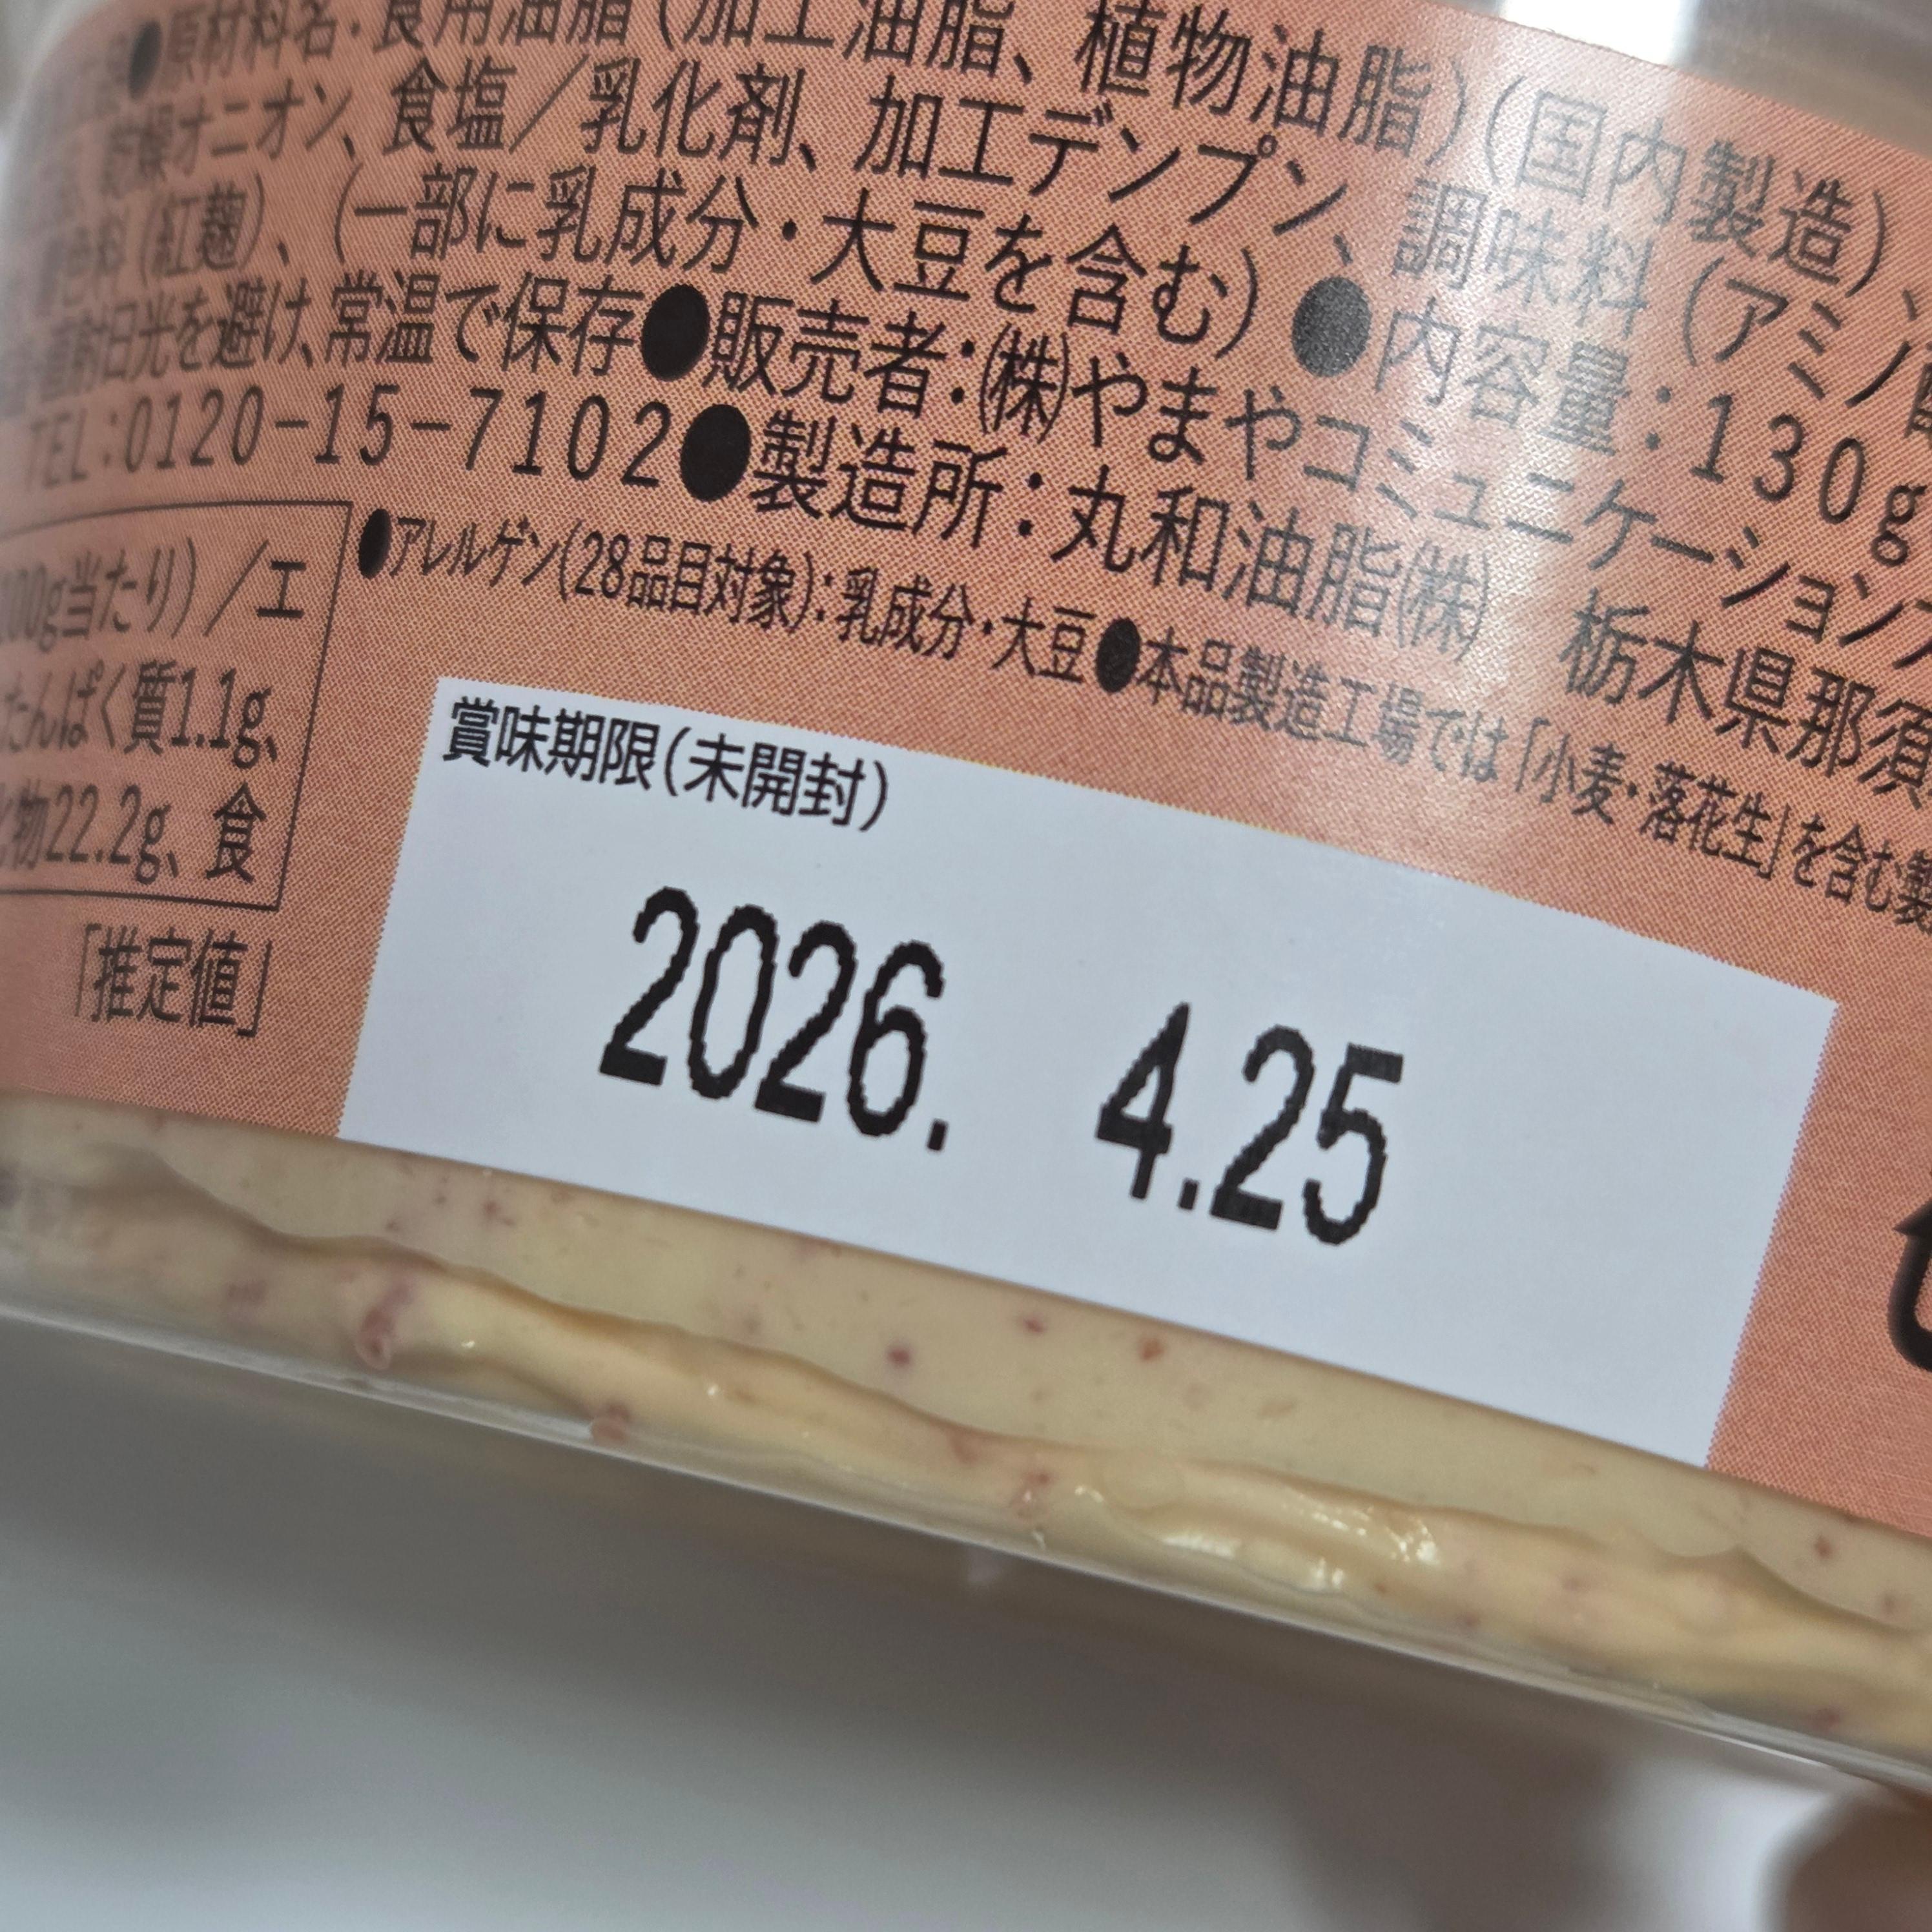 ●原材料名:食用油脂(加工油脂、植物油脂)(国内製造)、
乾燥オニオン、食塩/乳化剤、加工デンプン、調味料(アミノ
色料(紅麹)、(一部に乳成分・大豆を含む)●内容量:130g
直射日光を避け、常温で保存●販売者:(株)やまやコミュニケーションズ
TEL:0120-15-7102●製造所:丸和油脂(株) 栃木県那須
●アレルゲン(28品目対象):乳成分・大豆●本品製造工場では「小麦・落花生」を含む製
100g当たり)/エ
たんぱく質1.1g、
化物22.2g、食
「推定値」
賞味期限(未開封)
2026. 4.25